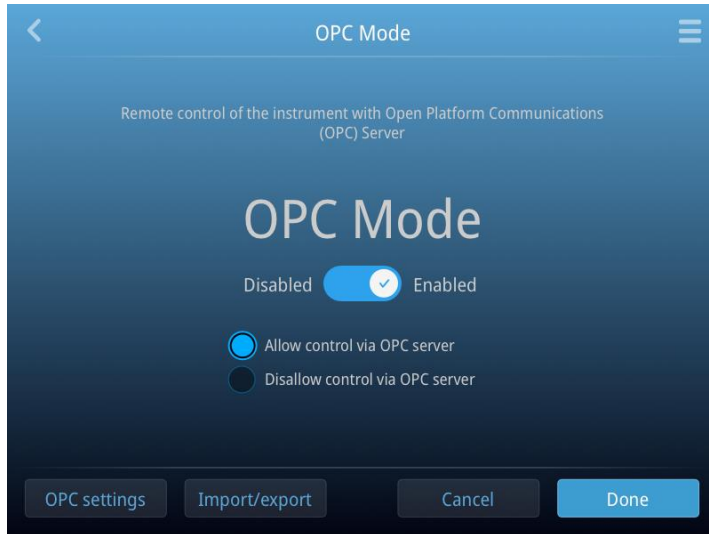 OPC Mode
Remote control of the instrument with Open Platform Communications
(OPC) Server
OPC Mode
Disabled Enabled
Allow control via OPC server
Disallow control via OPC server
OPC settings Import/export Cancel Done